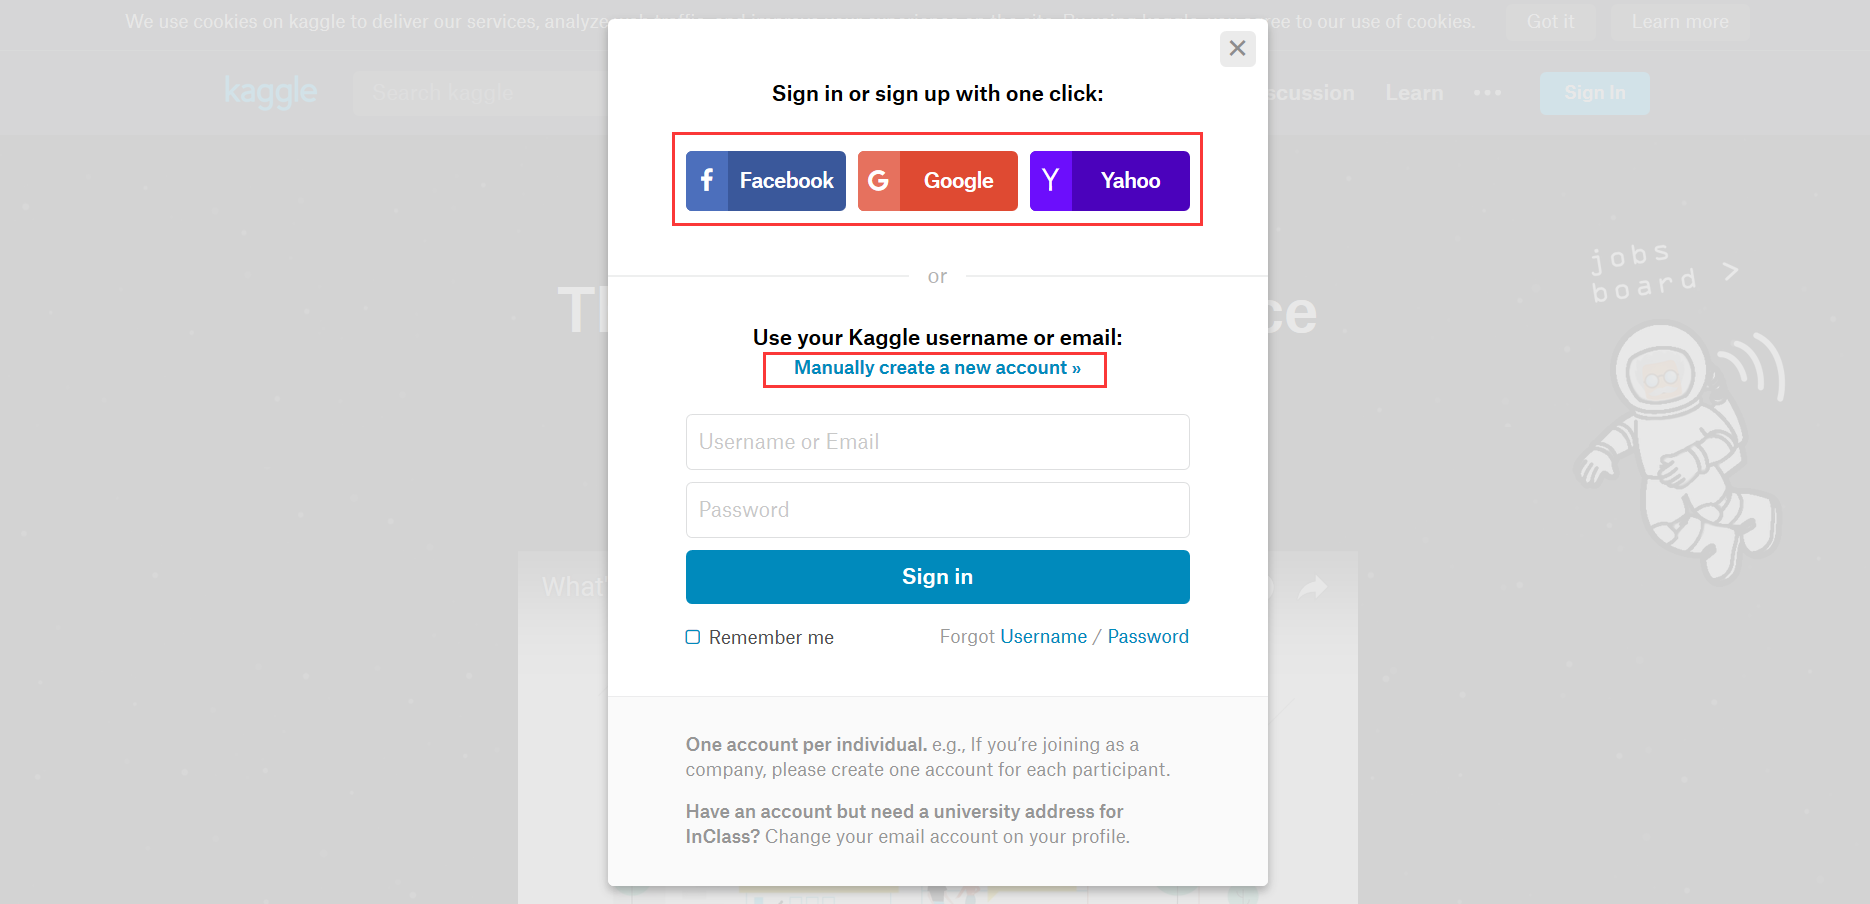 We use cookies on kaggle to deliver our services, analyze
ree to our use of cookies.
Got it
Learn more
kaggle
Search kaggle
scussion
Learn
•••
Sign In
×
Sign in or sign up with one click:
f Facebook
G Google
Y Yahoo
or
jobs
board >
ce
Use your Kaggle username or email:
Manually create a new account »
Username or Email
Password
Sign in
What'
Remember me
Forgot Username / Password
One account per individual. e.g., If you’re joining as a
company, please create one account for each participant.
Have an account but need a university address for
InClass? Change your email account on your profile.